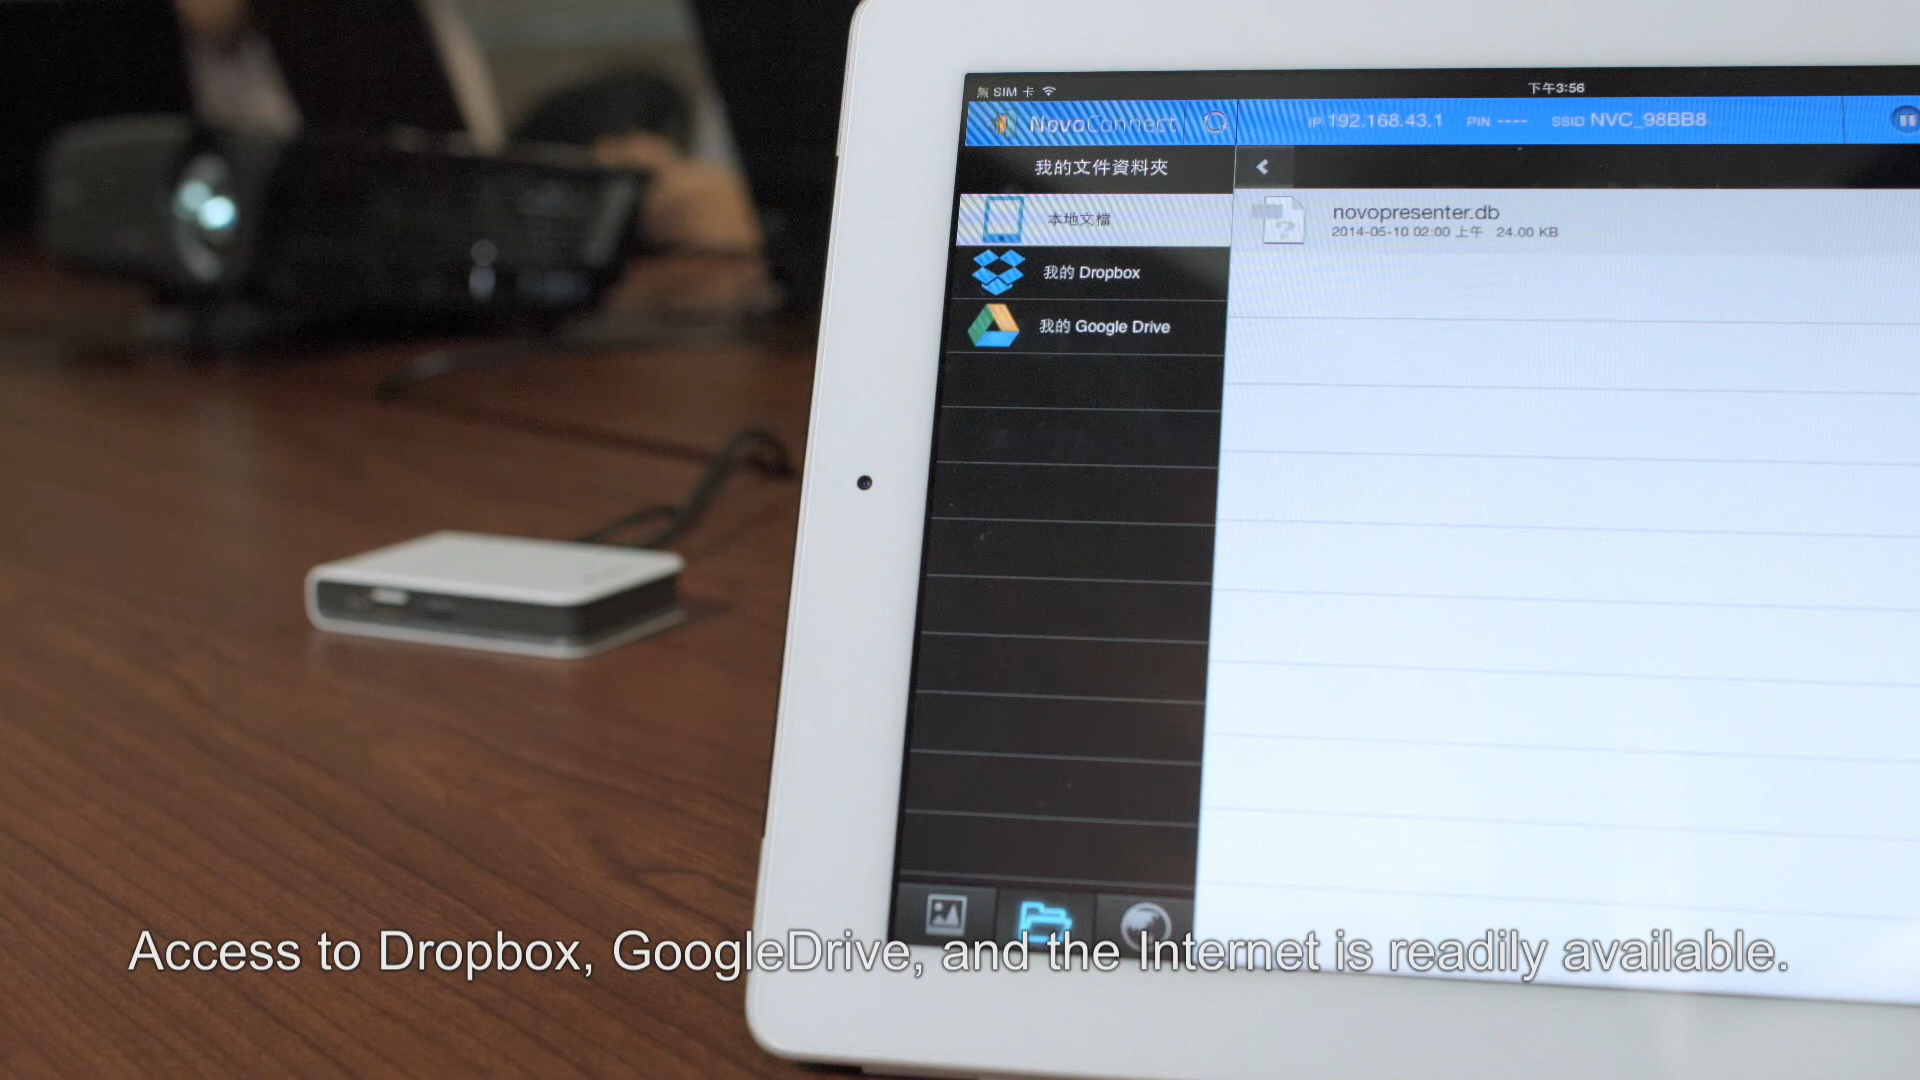 無 SIM 卡
下午3:56
NovoConnect
IP 192.168.43.1 PIN ---- SSID NVC_98BB8
我的文件資料夾
本地文檔
novopresenter.db
2014-05-10 02:00 上午 24.00 KB
我的 Dropbox
我的 Google Drive
Access to Dropbox, GoogleDrive, and the Internet is readily available.